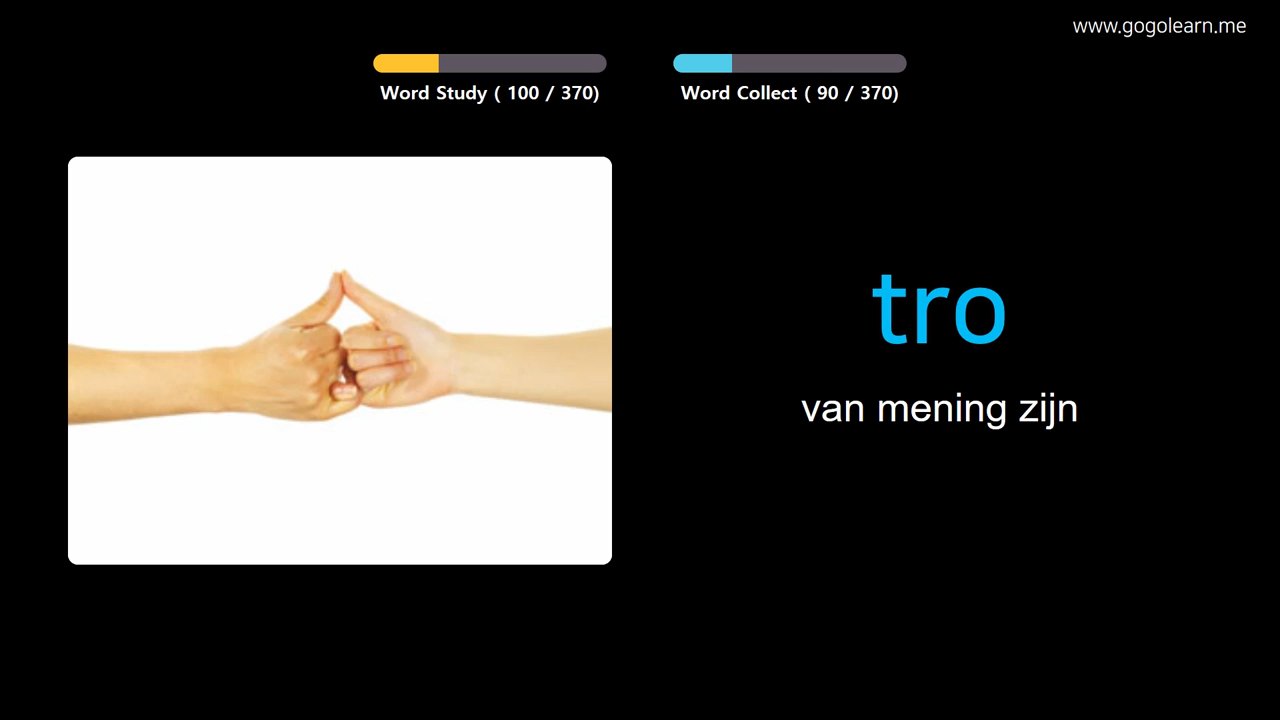 www.gogolearn.me
Word Study ( 100 / 370)
Word Collect ( 90 / 370)
tro
van mening zijn